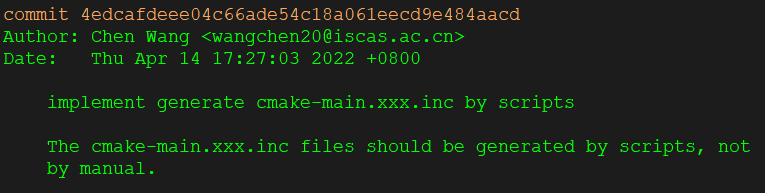 commit 4edcafdeee04c66ade54c18a061eecd9e484aacd
Author: Chen Wang <wangchen20@iscas.ac.cn>
Date:   Thu Apr 14 17:27:03 2022 +0800
implement generate cmake-main.xxx.inc by scripts
The cmake-main.xxx.inc files should be generated by scripts, not
by manual.